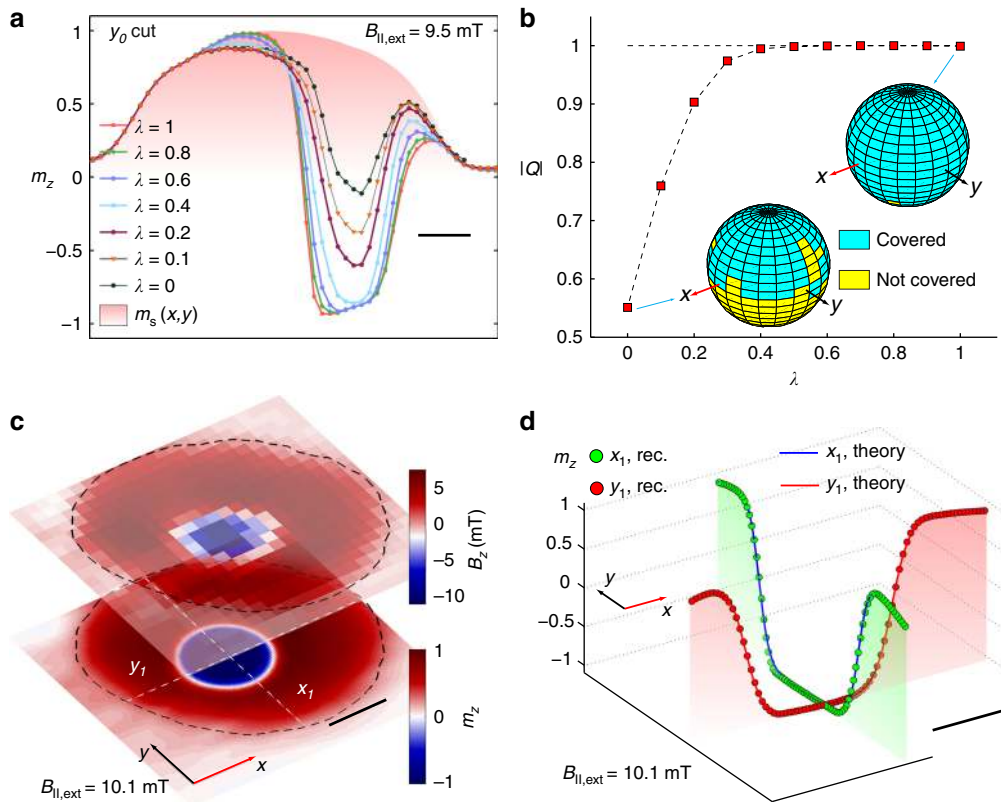 a
y0 cut
BII,ext = 9.5 mT
1
0.5
mz
0
−0.5
−1
λ = 1
λ = 0.8
λ = 0.6
λ = 0.4
λ = 0.2
λ = 0.1
λ = 0
ms (x,y)
b
1
0.9
|Q|
0.8
0.7
0.6
0.5
0
0.2
0.4
0.6
0.8
1
λ
x
y
x
y
Covered
Not covered
c
5
0
−5
−10
Bz (mT)
1
0
−1
mz
y1
x1
y
x
BII,ext = 10.1 mT
d
mz
x1, rec.
x1, theory
y1, rec.
y1, theory
1
0.5
0
−0.5
−1
y
x
BII,ext = 10.1 mT